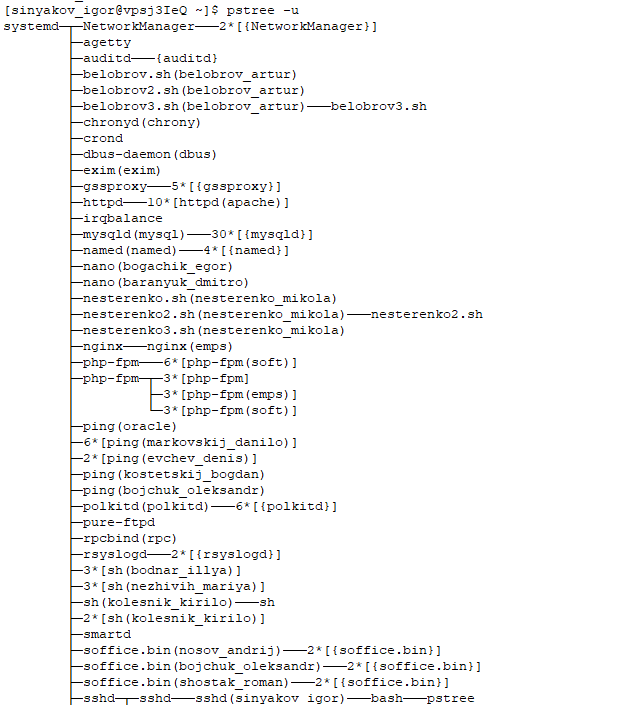 [sinyakov_igor@vpsj3IeQ ~]$ pstree -u
systemd─┬─NetworkManager───2*[{NetworkManager}]
        ├─agetty
        ├─auditd───{auditd}
        ├─belobrov.sh(belobrov_artur)
        ├─belobrov2.sh(belobrov_artur)
        ├─belobrov3.sh(belobrov_artur)───belobrov3.sh
        ├─chronyd(chrony)
        ├─crond
        ├─dbus-daemon(dbus)
        ├─exim(exim)
        ├─gssproxy───5*[{gssproxy}]
        ├─httpd───10*[httpd(apache)]
        ├─irqbalance
        ├─mysqld(mysql)───30*[{mysqld}]
        ├─named(named)───4*[{named}]
        ├─nano(bogachik_egor)
        ├─nano(baranyuk_dmitro)
        ├─nesterenko.sh(nesterenko_mikola)
        ├─nesterenko2.sh(nesterenko_mikola)───nesterenko2.sh
        ├─nesterenko3.sh(nesterenko_mikola)
        ├─nginx───nginx(emps)
        ├─php-fpm───6*[php-fpm(soft)]
        ├─php-fpm─┬─3*[php-fpm]
        │         ├─3*[php-fpm(emps)]
        │         └─3*[php-fpm(soft)]
        ├─ping(oracle)
        ├─6*[ping(markovskij_danilo)]
        ├─2*[ping(evchev_denis)]
        ├─ping(kostetskij_bogdan)
        ├─ping(bojchuk_oleksandr)
        ├─polkitd(polkitd)───6*[{polkitd}]
        ├─pure-ftpd
        ├─rpcbind(rpc)
        ├─rsyslogd───2*[{rsyslogd}]
        ├─3*[sh(bodnar_illya)]
        ├─3*[sh(nezhivih_mariya)]
        ├─sh(kolesnik_kirilo)───sh
        ├─2*[sh(kolesnik_kirilo)]
        ├─smartd
        ├─soffice.bin(nosov_andrij)───2*[{soffice.bin}]
        ├─soffice.bin(bojchuk_oleksandr)───2*[{soffice.bin}]
        ├─soffice.bin(shostak_roman)───2*[{soffice.bin}]
        ├─sshd─┬─sshd───sshd(sinyakov_igor)───bash───pstree